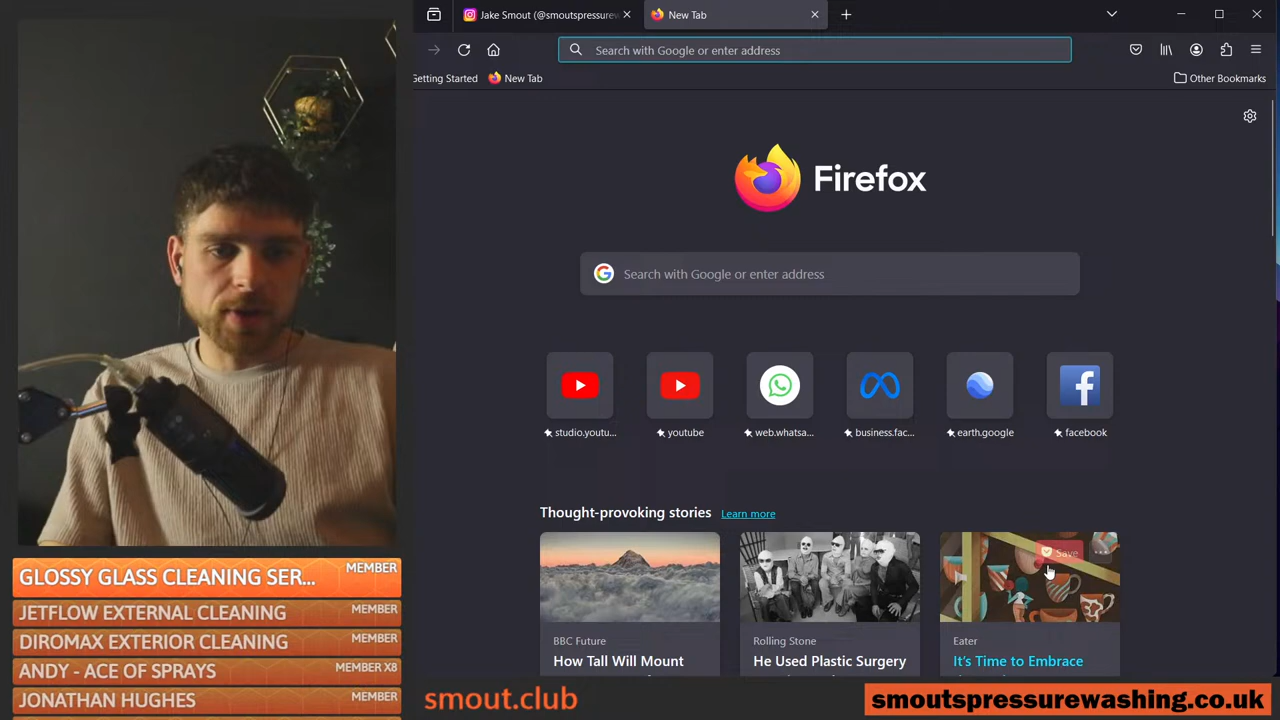 Jake Smout (@smoutspressurew
New Tab
Search with Google or enter address
Getting Started
New Tab
Other Bookmarks
Firefox
Search with Google or enter address
studio.youtu...
youtube
web.whatsa...
business.fac...
earth.google
facebook
Thought-provoking stories
Learn more
Save
BBC Future
How Tall Will Mount
Rolling Stone
He Used Plastic Surgery
Eater
It's Time to Embrace
GLOSSY GLASS CLEANING SER...
MEMBER
JETFLOW EXTERNAL CLEANING
MEMBER
DIROMAX EXTERIOR CLEANING
MEMBER
ANDY - ACE OF SPRAYS
MEMBER X8
JONATHAN HUGHES
MEMBER
smout.club
smoutspressurewashing.co.uk